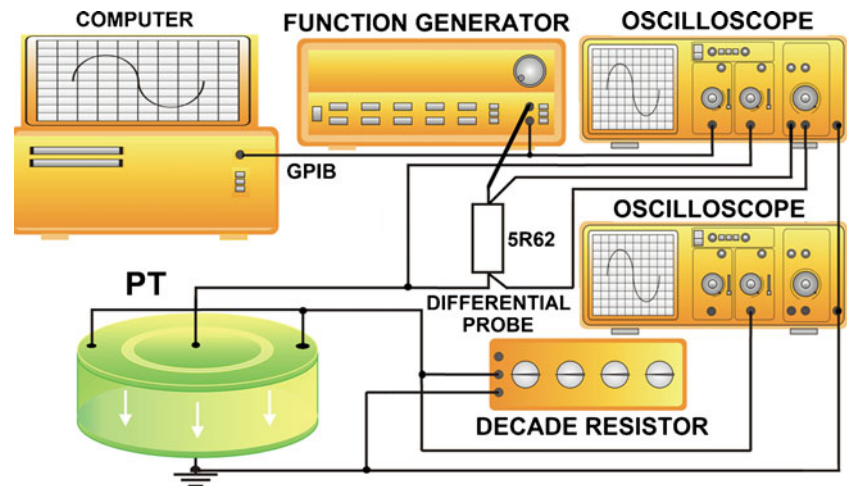 COMPUTER
FUNCTION GENERATOR
OSCILLOSCOPE
GPIB
5R62
OSCILLOSCOPE
PT
DIFFERENTIAL
PROBE
DECADE RESISTOR